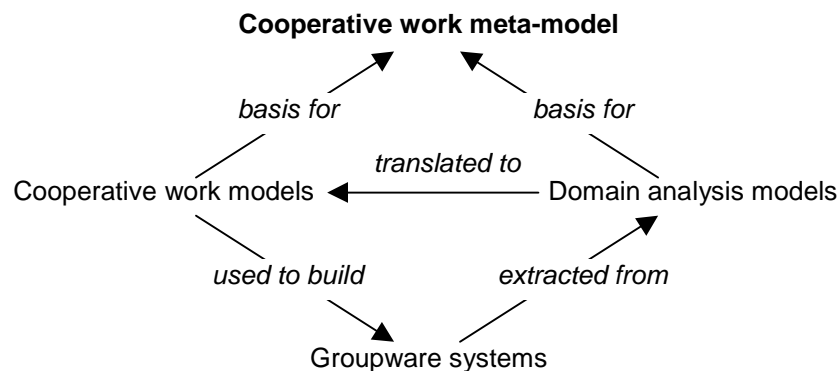 Cooperative work meta-model
basis for
basis for
translated to
Cooperative work models
Domain analysis models
used to build
extracted from
Groupware systems